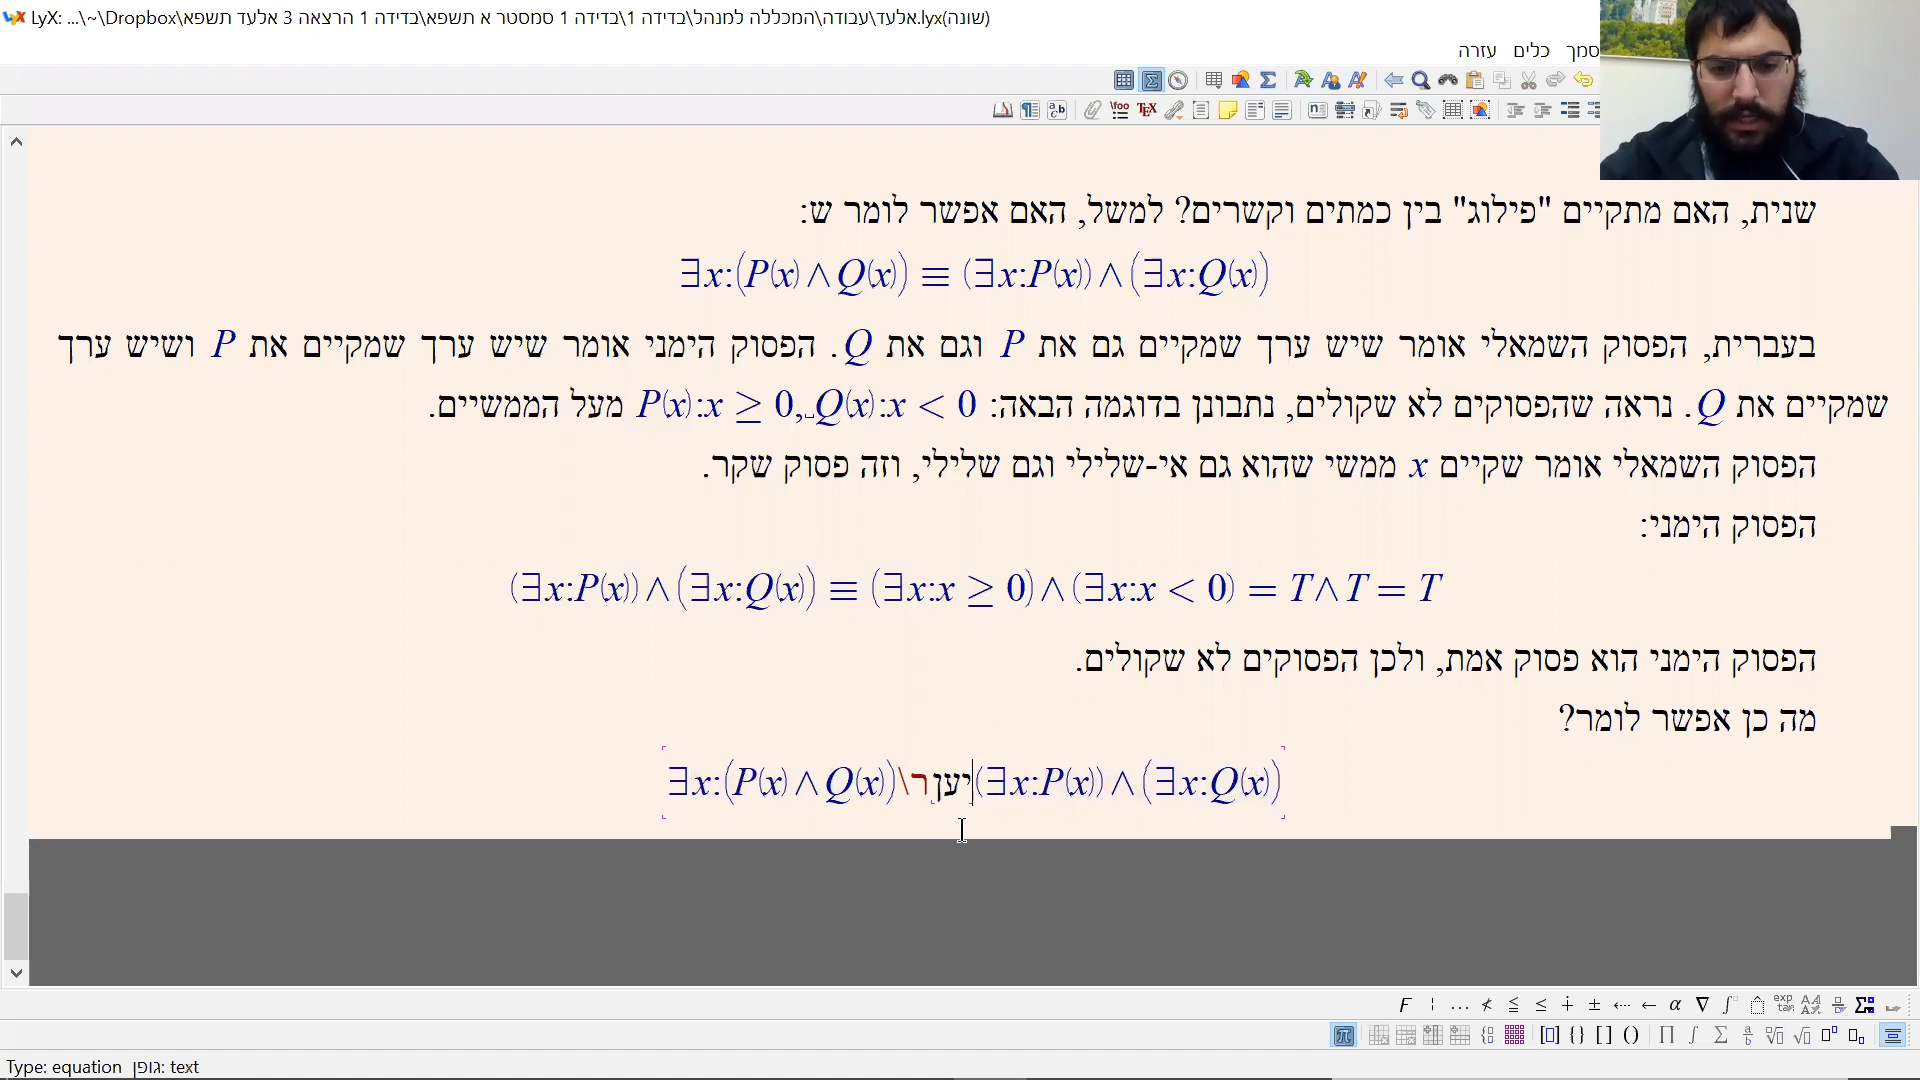 LyX: ...\~\Dropbox\אלעד\עבודה\המכללה למנהל\בדידה 1\בדידה 1 סמסטר א תשפא\בדידה 1 הרצאה 3 אלעד תשפא.lyx(שונה)
סמך כלים עזרה
שנית, האם מתקיים "פילוג" בין כמתים וקשרים? למשל, האם אפשר לומר ש:
∃x:(P(x)∧Q(x)) ≡ (∃x:P(x))∧(∃x:Q(x))
בעברית, הפסוק השמאלי אומר שיש ערך שמקיים גם את P וגם את Q. הפסוק הימני אומר שיש ערך שמקיים את P ושיש ערך
שמקיים את Q. נראה שהפסוקים לא שקולים, נתבונן בדוגמה הבאה: P(x):x ≥ 0, Q(x):x < 0 מעל הממשיים.
הפסוק השמאלי אומר שקיים x ממשי שהוא גם אי-שלילי וגם שלילי, וזה פסוק שקר.
הפסוק הימני:
(∃x:P(x))∧(∃x:Q(x)) ≡ (∃x:x ≥ 0)∧(∃x:x < 0) = T∧T = T
הפסוק הימני הוא פסוק אמת, ולכן הפסוקים לא שקולים.
מה כן אפשר לומר?
∃x:(P(x)∧Q(x))\ר יען(∃x:P(x))∧(∃x:Q(x))
Type: equation גופן: text